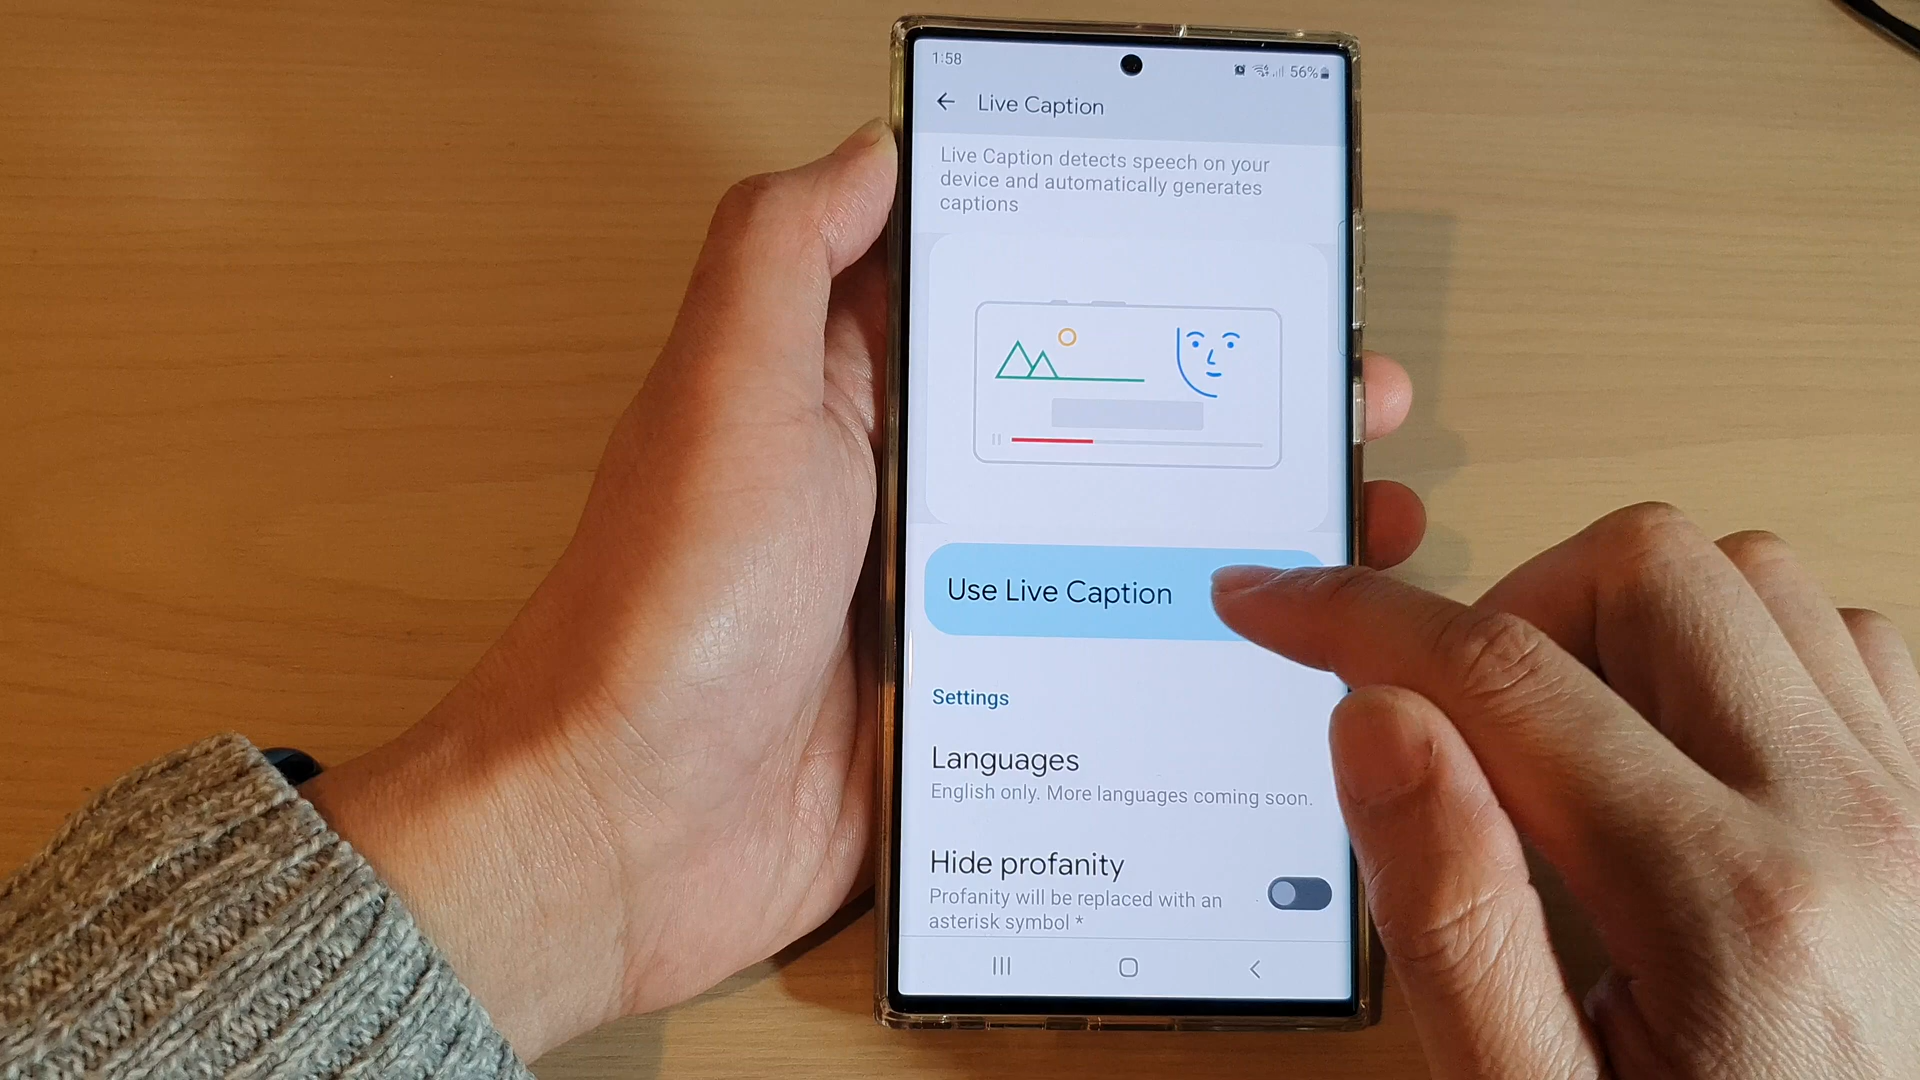 1:58
56%
Live Caption
Live Caption detects speech on your
device and automatically generates
captions
Use Live Caption
Settings
Languages
English only. More languages coming soon.
Hide profanity
Profanity will be replaced with an
asterisk symbol *